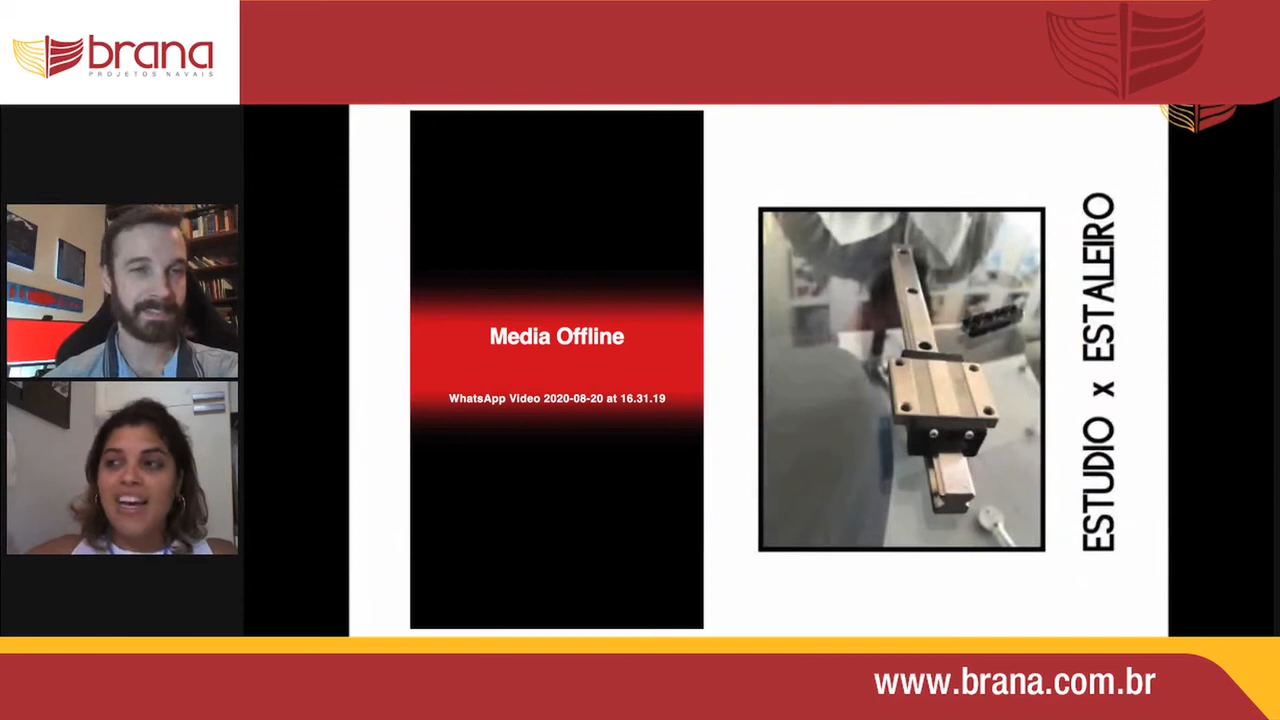 brana
PROJETOS NAVAIS
Media Offline
WhatsApp Video 2020-08-20 at 16.31.19
ESTUDIO x ESTALEIRO
www.brana.com.br